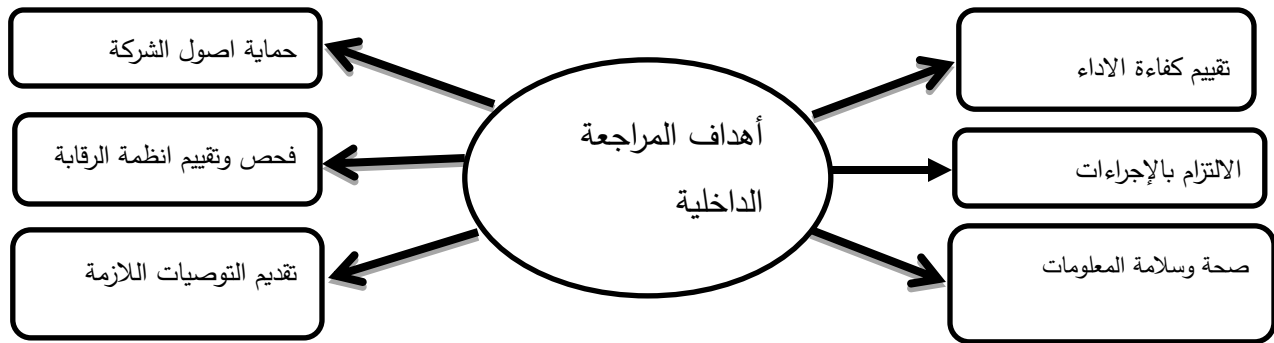 أهداف المراجعة
الداخلية
تقييم كفاءة الاداء
الالتزام بالإجراءات
صحة وسلامة المعلومات
حماية اصول الشركة
فحص وتقييم انظمة الرقابة
تقديم التوصيات اللازمة